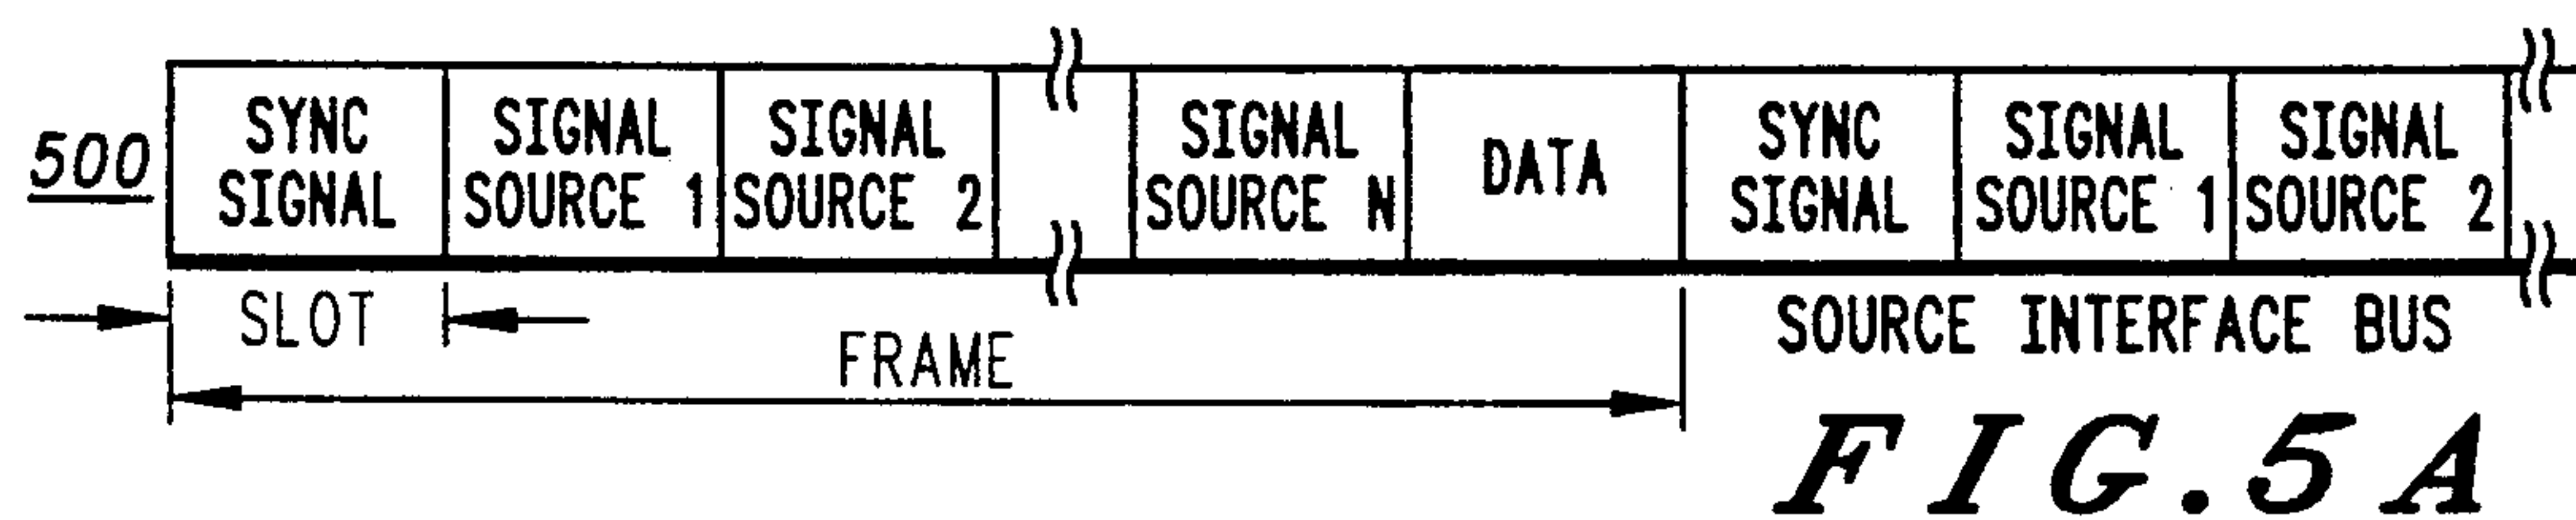 500
SYNC
SIGNAL
SIGNAL
SOURCE 1
SIGNAL
SOURCE 2
SIGNAL
SOURCE N
DATA
SYNC
SIGNAL
SIGNAL
SOURCE 1
SIGNAL
SOURCE 2
SLOT
FRAME
SOURCE INTERFACE BUS
FIG. 5A